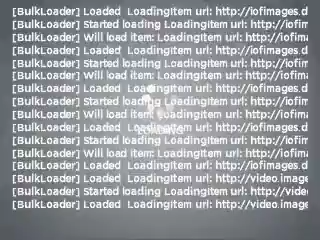 [BulkLoader] Loaded LoadingItem url: http://iofimages.d
[BulkLoader] Started loading LoadingItem url: http://iofim
[BulkLoader] Will load item: LoadingItem url: http://iofima
[BulkLoader] Loaded LoadingItem url: http://iofimages.d
[BulkLoader] Started loading LoadingItem url: http://iofim
[BulkLoader] Will load item: LoadingItem url: http://iofima
[BulkLoader] Loaded LoadingItem url: http://iofimages.d
[BulkLoader] Started loading LoadingItem url: http://iofim
[BulkLoader] Will load item: LoadingItem url: http://iofima
[BulkLoader] Loaded LoadingItem url: http://iofimages.d
LOADING
[BulkLoader] Started loading LoadingItem url: http://iofim
[BulkLoader] Will load item: LoadingItem url: http://iofima
[BulkLoader] Loaded LoadingItem url: http://iofimages.d
[BulkLoader] Loaded LoadingItem url: http://video.image
[BulkLoader] Started loading LoadingItem url: http://vide
[BulkLoader] Loaded LoadingItem url: http://video.image